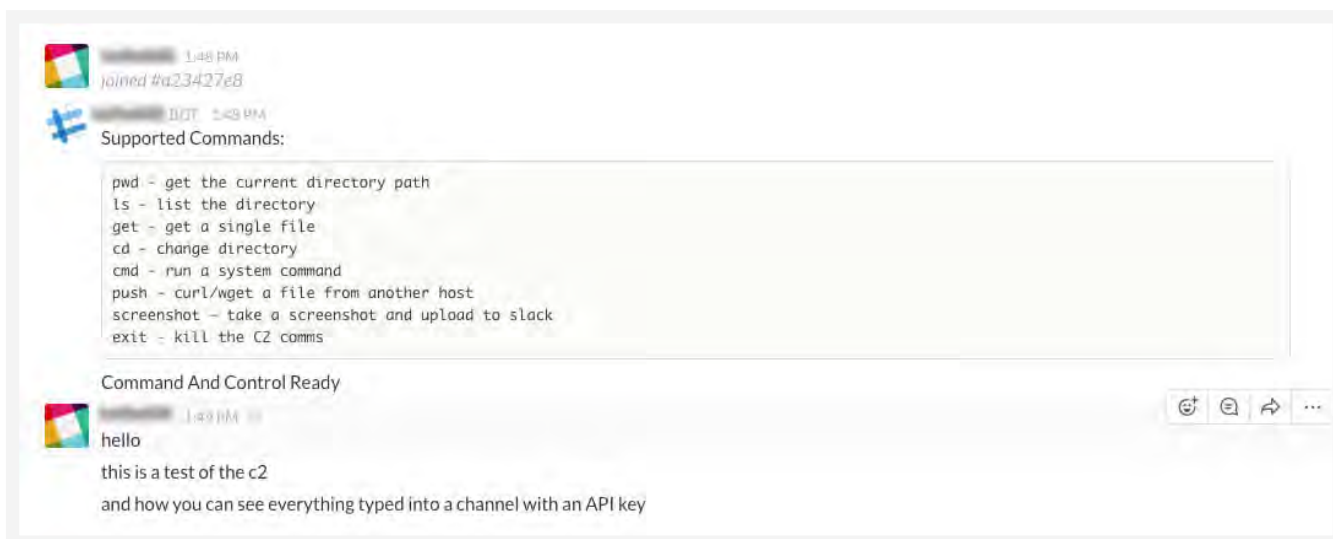 1:48 PM
joined #a23427e8
BOT 1:49 PM
Supported Commands:
pwd - get the current directory path
ls - list the directory
get - get a single file
cd - change directory
cmd - run a system command
push - curl/wget a file from another host
screenshot - take a screenshot and upload to slack
exit - kill the CZ comms
Command And Control Ready
1:49 PM
hello
this is a test of the c2
and how you can see everything typed into a channel with an API key